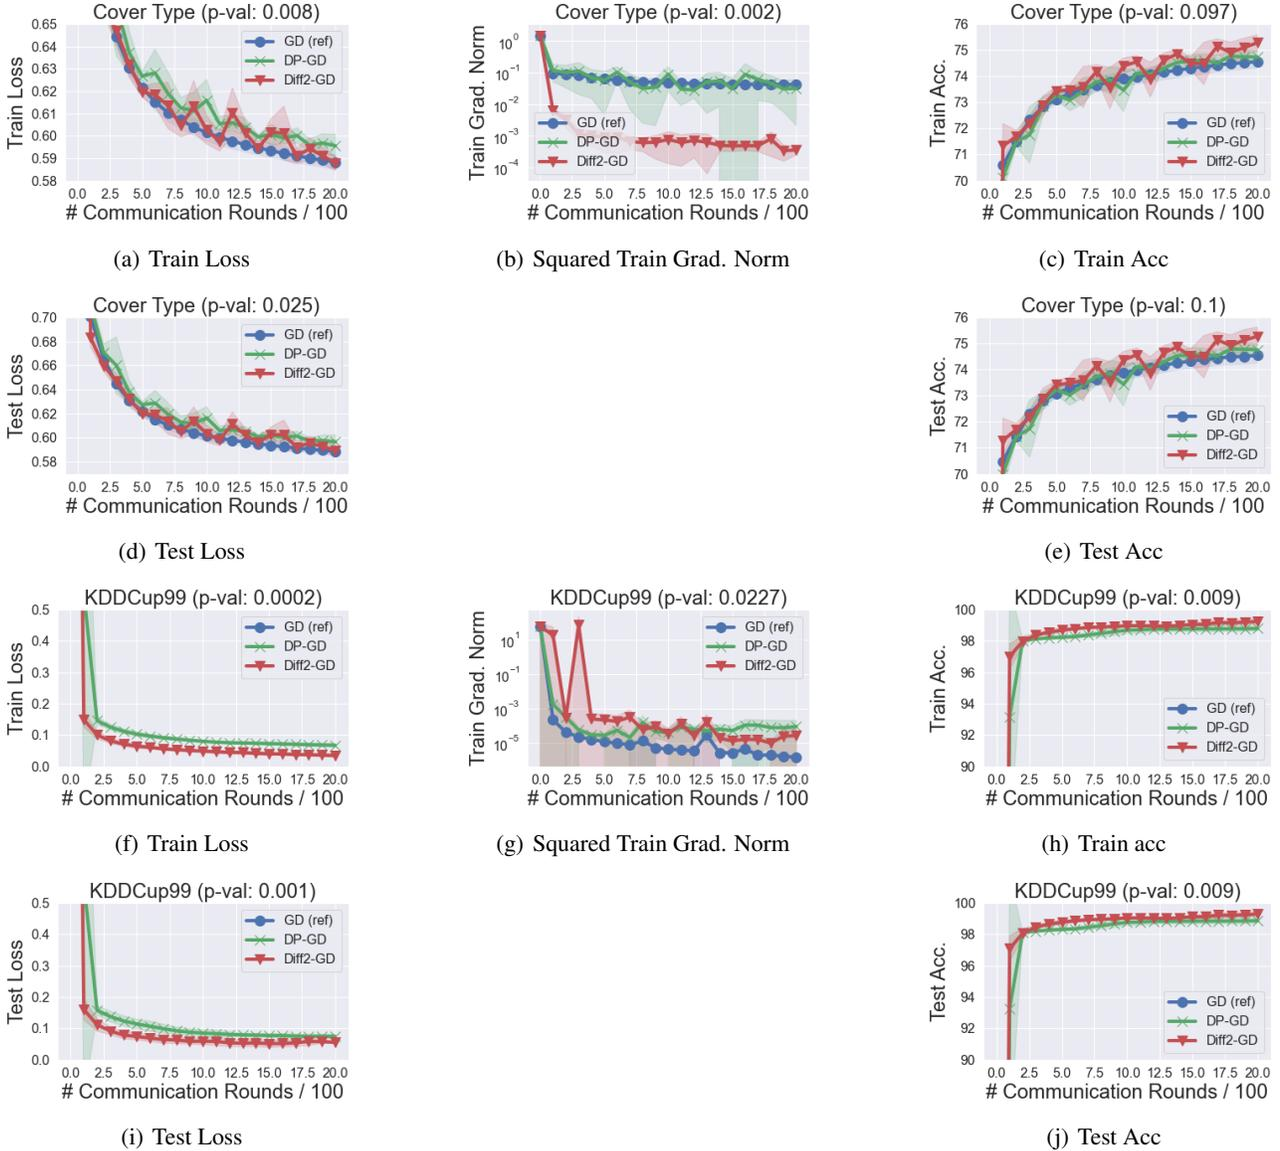 Cover Type (p-val: 0.008)
Train Loss
0.65
0.64
0.63
0.62
0.61
0.60
0.59
0.58
GD (ref)
DP-GD
Diff2-GD
0.0 2.5 5.0 7.5 10.0 12.5 15.0 17.5 20.0
# Communication Rounds / 100
(a) Train Loss
Cover Type (p-val: 0.002)
Train Grad. Norm
10^0
10^-1
10^-2
10^-3
10^-4
GD (ref)
DP-GD
Diff2-GD
0.0 2.5 5.0 7.5 10.0 12.5 15.0 17.5 20.0
# Communication Rounds / 100
(b) Squared Train Grad. Norm
Cover Type (p-val: 0.097)
Train Acc.
76
75
74
73
72
71
70
GD (ref)
DP-GD
Diff2-GD
0.0 2.5 5.0 7.5 10.0 12.5 15.0 17.5 20.0
# Communication Rounds / 100
(c) Train Acc
Cover Type (p-val: 0.025)
Test Loss
0.70
0.68
0.66
0.64
0.62
0.60
0.58
GD (ref)
DP-GD
Diff2-GD
0.0 2.5 5.0 7.5 10.0 12.5 15.0 17.5 20.0
# Communication Rounds / 100
(d) Test Loss
Cover Type (p-val: 0.1)
Test Acc.
76
75
74
73
72
71
70
GD (ref)
DP-GD
Diff2-GD
0.0 2.5 5.0 7.5 10.0 12.5 15.0 17.5 20.0
# Communication Rounds / 100
(e) Test Acc
KDDCup99 (p-val: 0.0002)
Train Loss
0.5
0.4
0.3
0.2
0.1
0.0
GD (ref)
DP-GD
Diff2-GD
0.0 2.5 5.0 7.5 10.0 12.5 15.0 17.5 20.0
# Communication Rounds / 100
(f) Train Loss
KDDCup99 (p-val: 0.0227)
Train Grad. Norm
10^1
10^-1
10^-3
10^-5
GD (ref)
DP-GD
Diff2-GD
0.0 2.5 5.0 7.5 10.0 12.5 15.0 17.5 20.0
# Communication Rounds / 100
(g) Squared Train Grad. Norm
KDDCup99 (p-val: 0.009)
Train Acc.
100
98
96
94
92
90
GD (ref)
DP-GD
Diff2-GD
0.0 2.5 5.0 7.5 10.0 12.5 15.0 17.5 20.0
# Communication Rounds / 100
(h) Train acc
KDDCup99 (p-val: 0.001)
Test Loss
0.5
0.4
0.3
0.2
0.1
0.0
GD (ref)
DP-GD
Diff2-GD
0.0 2.5 5.0 7.5 10.0 12.5 15.0 17.5 20.0
# Communication Rounds / 100
(i) Test Loss
KDDCup99 (p-val: 0.009)
Test Acc.
100
98
96
94
92
90
GD (ref)
DP-GD
Diff2-GD
0.0 2.5 5.0 7.5 10.0 12.5 15.0 17.5 20.0
# Communication Rounds / 100
(j) Test Acc